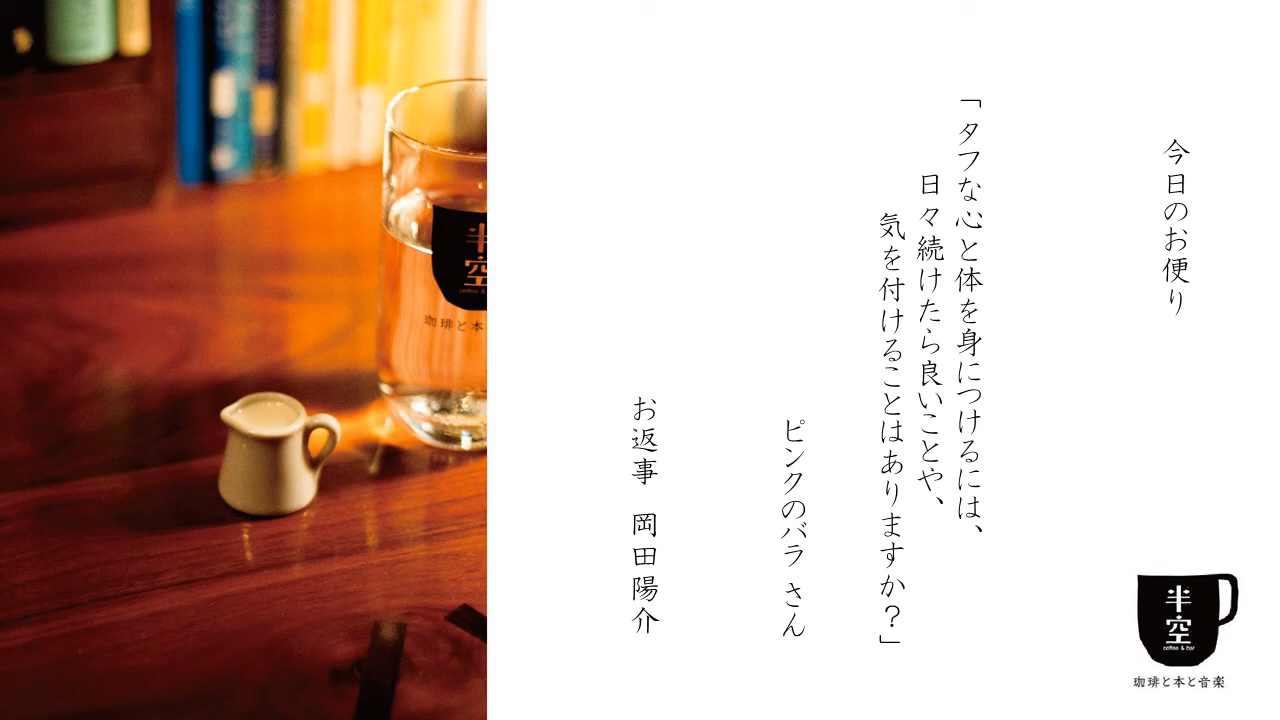 今日のお便り
「タフな心と体を身につけるには、
日々続けたら良いことや、
気を付けることはありますか？」
ピンクのバラ さん
お返事 岡田陽介
半空
coffee & bar
珈琲と本と音楽
半空
coffee &
珈琲と本